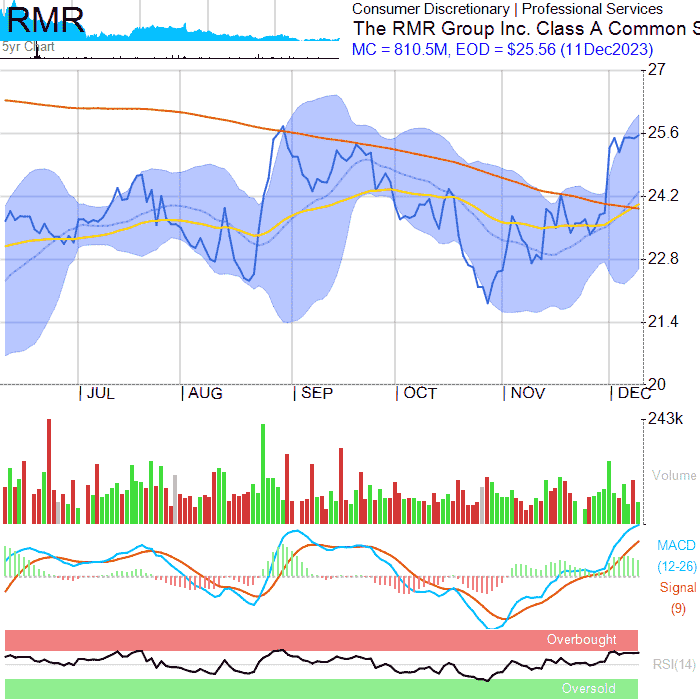 RMR
5yr Chart
Consumer Discretionary | Professional Services
The RMR Group Inc. Class A Common S
MC = 810.5M, EOD = $25.56 (11Dec2023)
27
25.6
24.2
22.8
21.4
20
| JUL | AUG | SEP | OCT | NOV | DEC
243k
Volume
MACD
(12-26)
Signal
(9)
Overbought
RSI(14)
Oversold